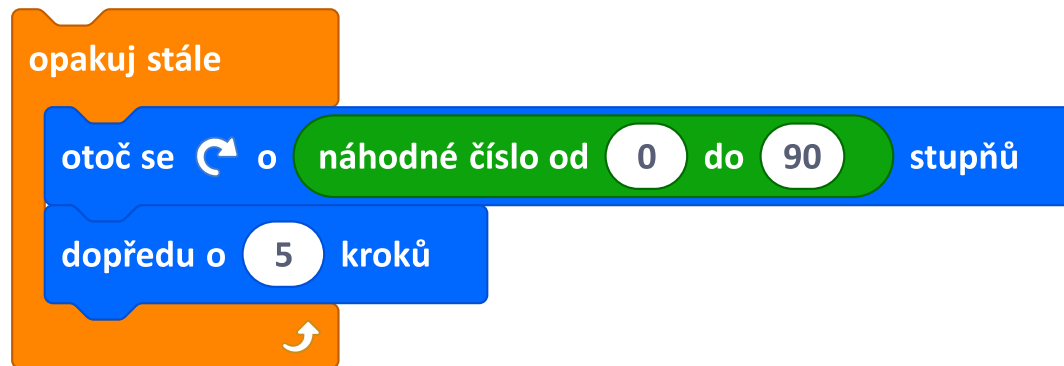 opakuj stále
otoč se o náhodné číslo od 0 do 90 stupňů
dopředu o 5 kroků